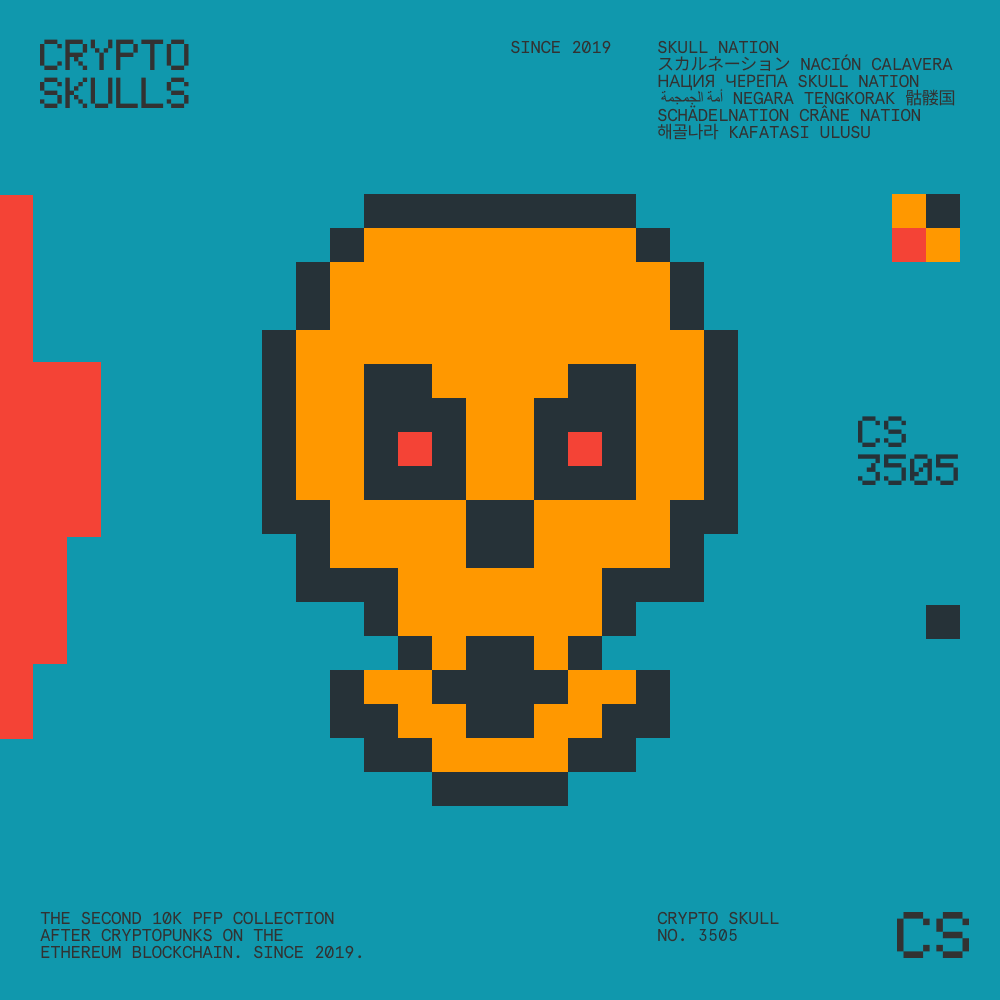 CRYPTO
SKULLS
SINCE 2019
SKULL NATION
スカルネーション NACIÓN CALAVERA
НАЦИЯ ЧЕРЕПА SKULL NATION
أمة الجمجمة NEGARA TENGKORAK 骷髅国
SCHÄDELNATION CRÂNE NATION
해골나라 KAFATASI ULUSU
CS
3505
THE SECOND 10K PFP COLLECTION
AFTER CRYPTOPUNKS ON THE
ETHEREUM BLOCKCHAIN. SINCE 2019.
CRYPTO SKULL
NO. 3505
CS